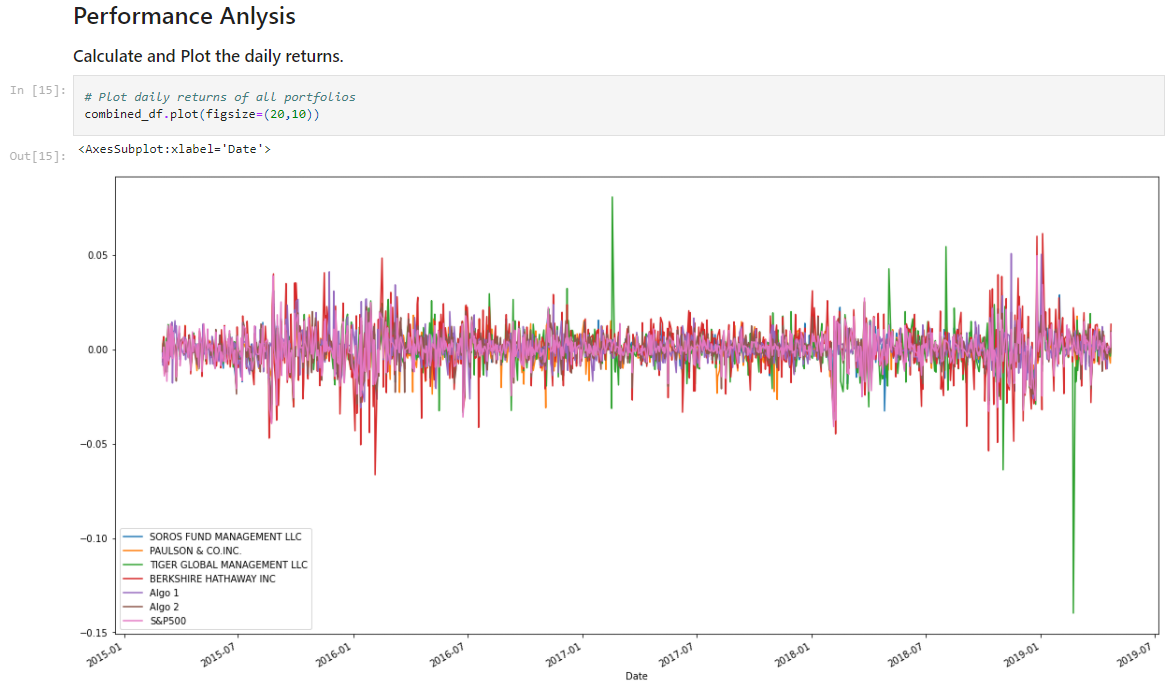 Performance Anlysis
Calculate and Plot the daily returns.
In [15]:
# Plot daily returns of all portfolios
combined_df.plot(figsize=(20,10))
Out[15]:
<AxesSubplot:xlabel='Date'>
0.05
0.00
−0.05
−0.10
−0.15
SOROS FUND MANAGEMENT LLC
PAULSON & CO.INC.
TIGER GLOBAL MANAGEMENT LLC
BERKSHIRE HATHAWAY INC
Algo 1
Algo 2
S&P500
2015-01
2015-07
2016-01
2016-07
2017-01
2017-07
2018-01
2018-07
2019-01
2019-07
Date